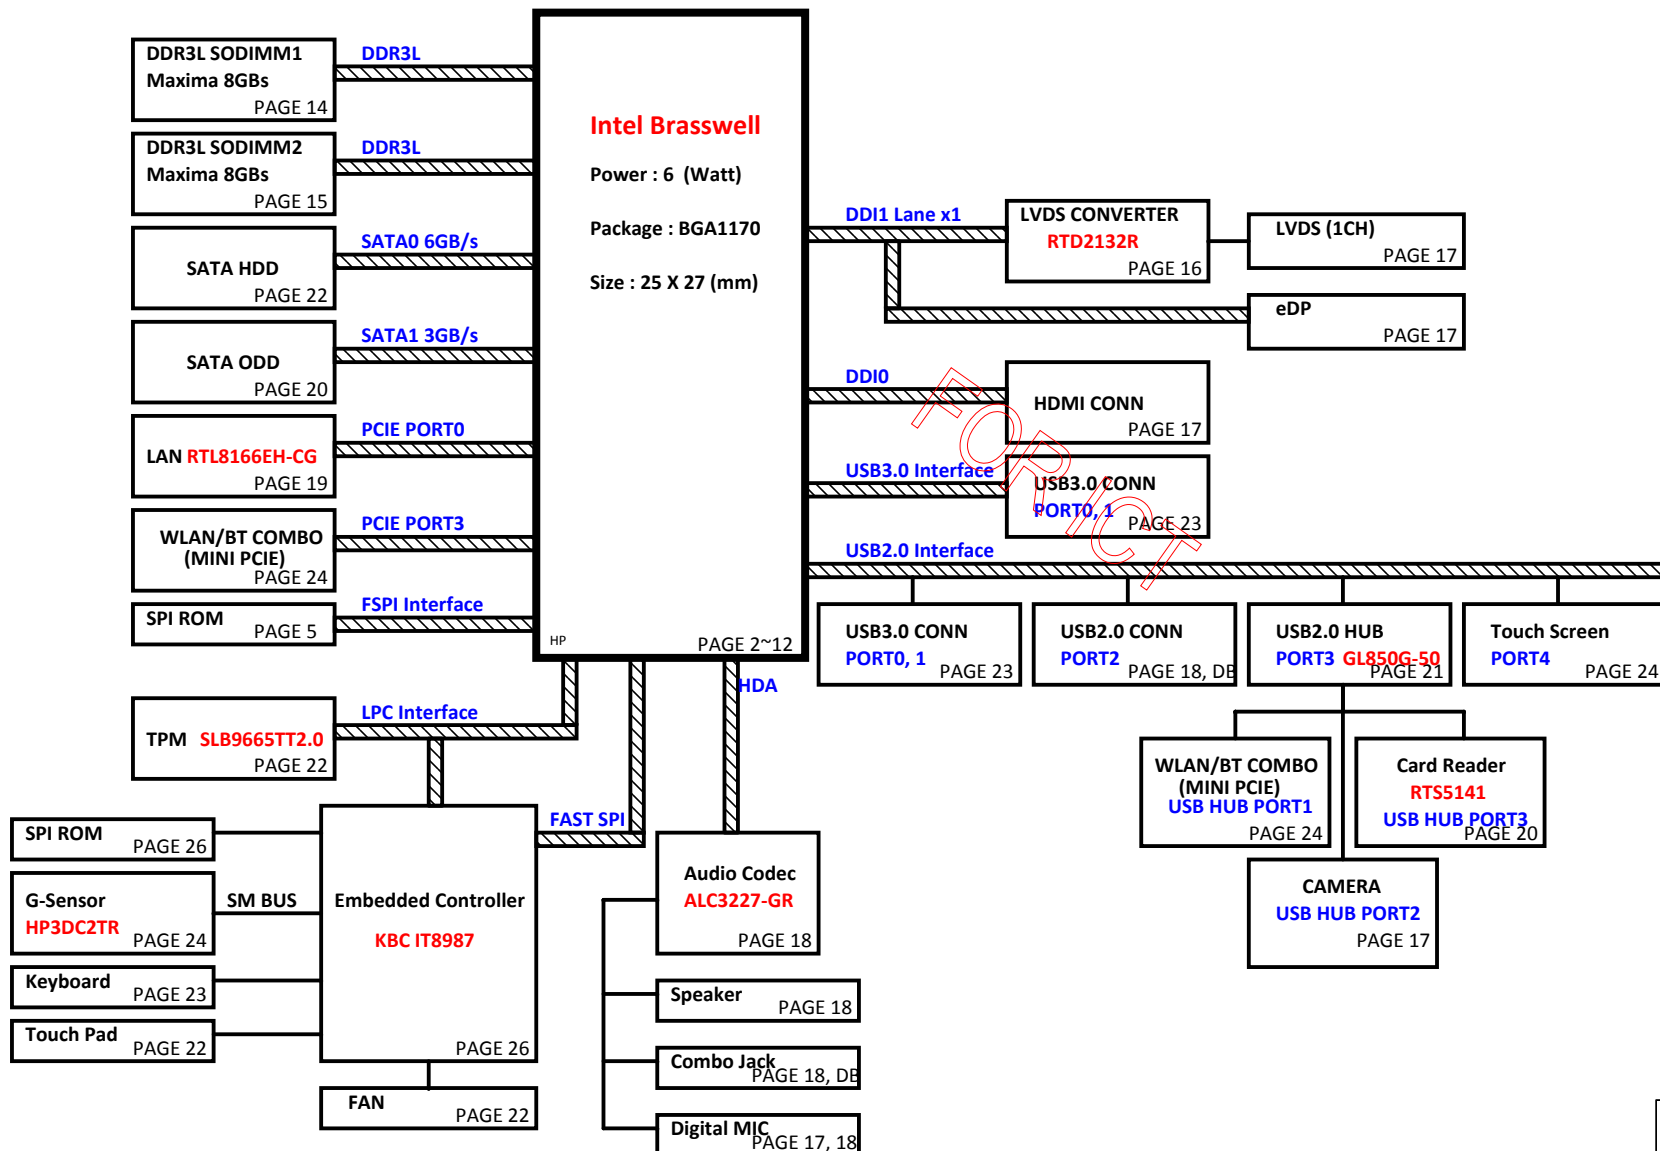 DDR3L SODIMM1
Maxima 8GBs
PAGE 14
DDR3L
DDR3L SODIMM2
Maxima 8GBs
PAGE 15
DDR3L
SATA HDD
PAGE 22
SATA0 6GB/s
SATA ODD
PAGE 20
SATA1 3GB/s
LAN RTL8166EH-CG
PAGE 19
PCIE PORT0
WLAN/BT COMBO
(MINI PCIE)
PAGE 24
PCIE PORT3
SPI ROM
PAGE 5
FSPI Interface
Intel Brasswell
Power : 6 (Watt)
Package : BGA1170
Size : 25 X 27 (mm)
HP
PAGE 2~12
DDI1 Lane x1
LVDS CONVERTER
RTD2132R
PAGE 16
LVDS (1CH)
PAGE 17
eDP
PAGE 17
DDI0
HDMI CONN
PAGE 17
USB3.0 Interface
USB3.0 CONN
PORT0, 1
PAGE 23
FOR ICT
USB2.0 Interface
USB3.0 CONN
PORT0, 1
PAGE 23
USB2.0 CONN
PORT2
PAGE 18, DB
USB2.0 HUB
PORT3 GL850G-50
PAGE 21
Touch Screen
PORT4
PAGE 24
WLAN/BT COMBO
(MINI PCIE)
USB HUB PORT1
PAGE 24
Card Reader
RTS5141
USB HUB PORT3
PAGE 20
CAMERA
USB HUB PORT2
PAGE 17
TPM SLB9665TT2.0
PAGE 22
LPC Interface
HDA
FAST SPI
SPI ROM
PAGE 26
G-Sensor
HP3DC2TR
PAGE 24
SM BUS
Keyboard
PAGE 23
Touch Pad
PAGE 22
Embedded Controller
KBC IT8987
PAGE 26
FAN
PAGE 22
Audio Codec
ALC3227-GR
PAGE 18
Speaker
PAGE 18
Combo Jack
PAGE 18, DB
Digital MIC
PAGE 17, 18